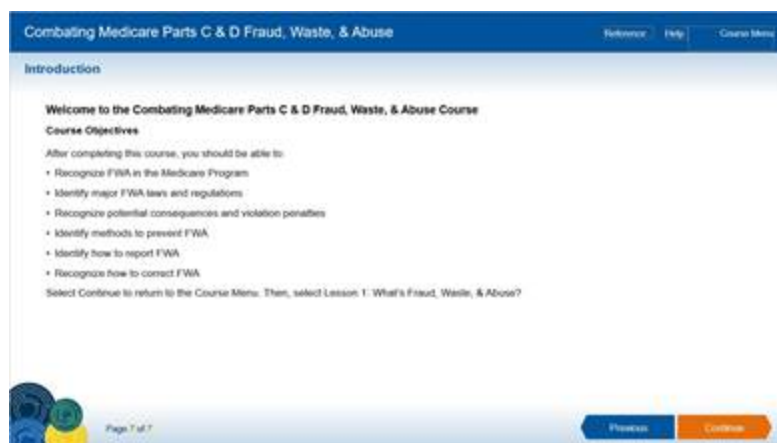 Combating Medicare Parts C & D Fraud, Waste, & Abuse
Reference
Help
Course Menu
Introduction
Welcome to the Combating Medicare Parts C & D Fraud, Waste, & Abuse Course
Course Objectives
After completing this course, you should be able to:
• Recognize FWA in the Medicare Program
• Identify major FWA laws and regulations
• Recognize potential consequences and violation penalties
• Identify methods to prevent FWA
• Identify how to report FWA
• Recognize how to correct FWA
Select Continue to return to the Course Menu. Then, select Lesson 1: What's Fraud, Waste, & Abuse?
Page 7 of 7
Previous
Continue